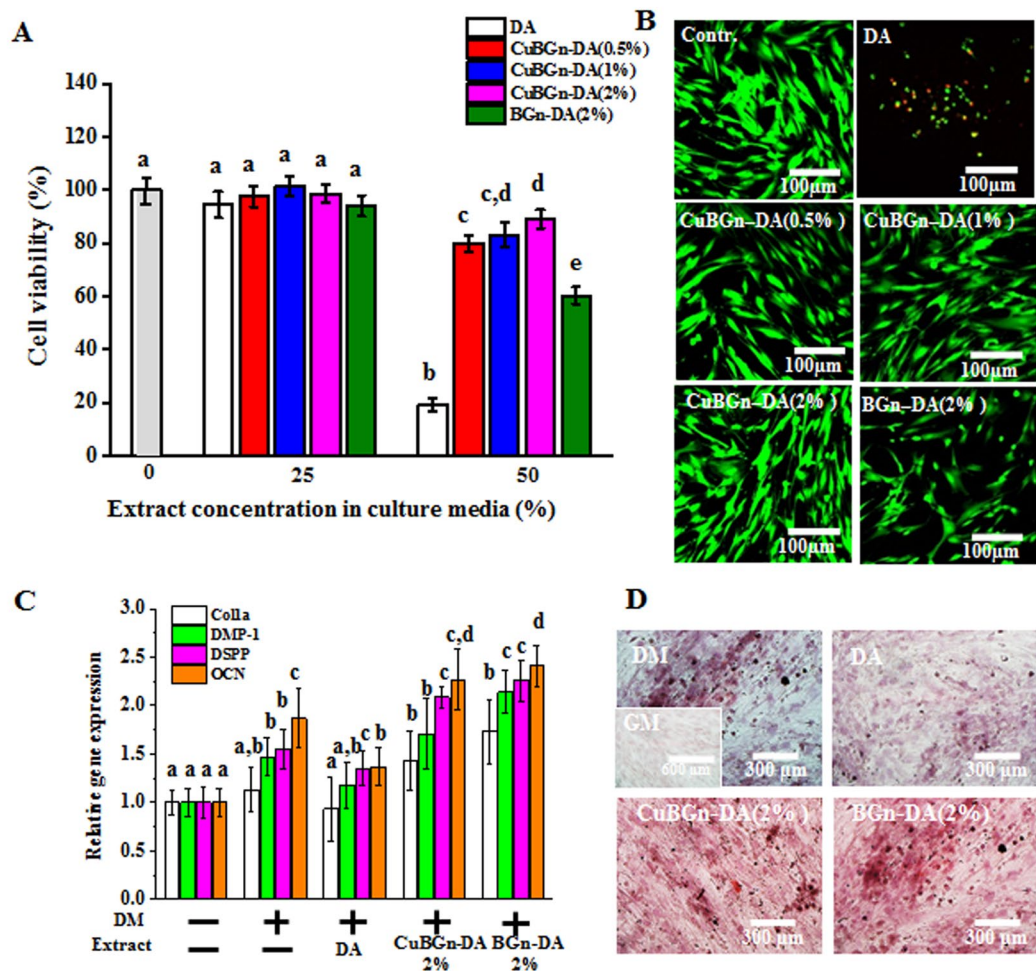 A
DA
CuBGn-DA(0.5%)
CuBGn-DA(1%)
CuBGn-DA(2%)
BGn-DA(2%)
140
120
100
80
60
40
20
0
Cell viability (%)
a
a a a a a
b c c,d d e
0 25 50
Extract concentration in culture media (%)
B
Contr.
100µm
DA
100µm
CuBGn–DA(0.5% )
100µm
CuBGn–DA(1% )
100µm
CuBGn–DA(2% )
100µm
BGn–DA(2% )
100µm
C
Col1a
DMP-1
DSPP
OCN
3.0
2.5
2.0
1.5
1.0
0.5
0.0
Relative gene expression
a a a a
a,b b b c
a a,b c b
b b c c,d
b c c d
DM — + + + +
Extract — — DA CuBGn-DA 2% BGn-DA 2%
D
DM
GM
600 µm
300 µm
DA
300 µm
CuBGn-DA(2% )
300 µm
BGn-DA(2%)
300 µm